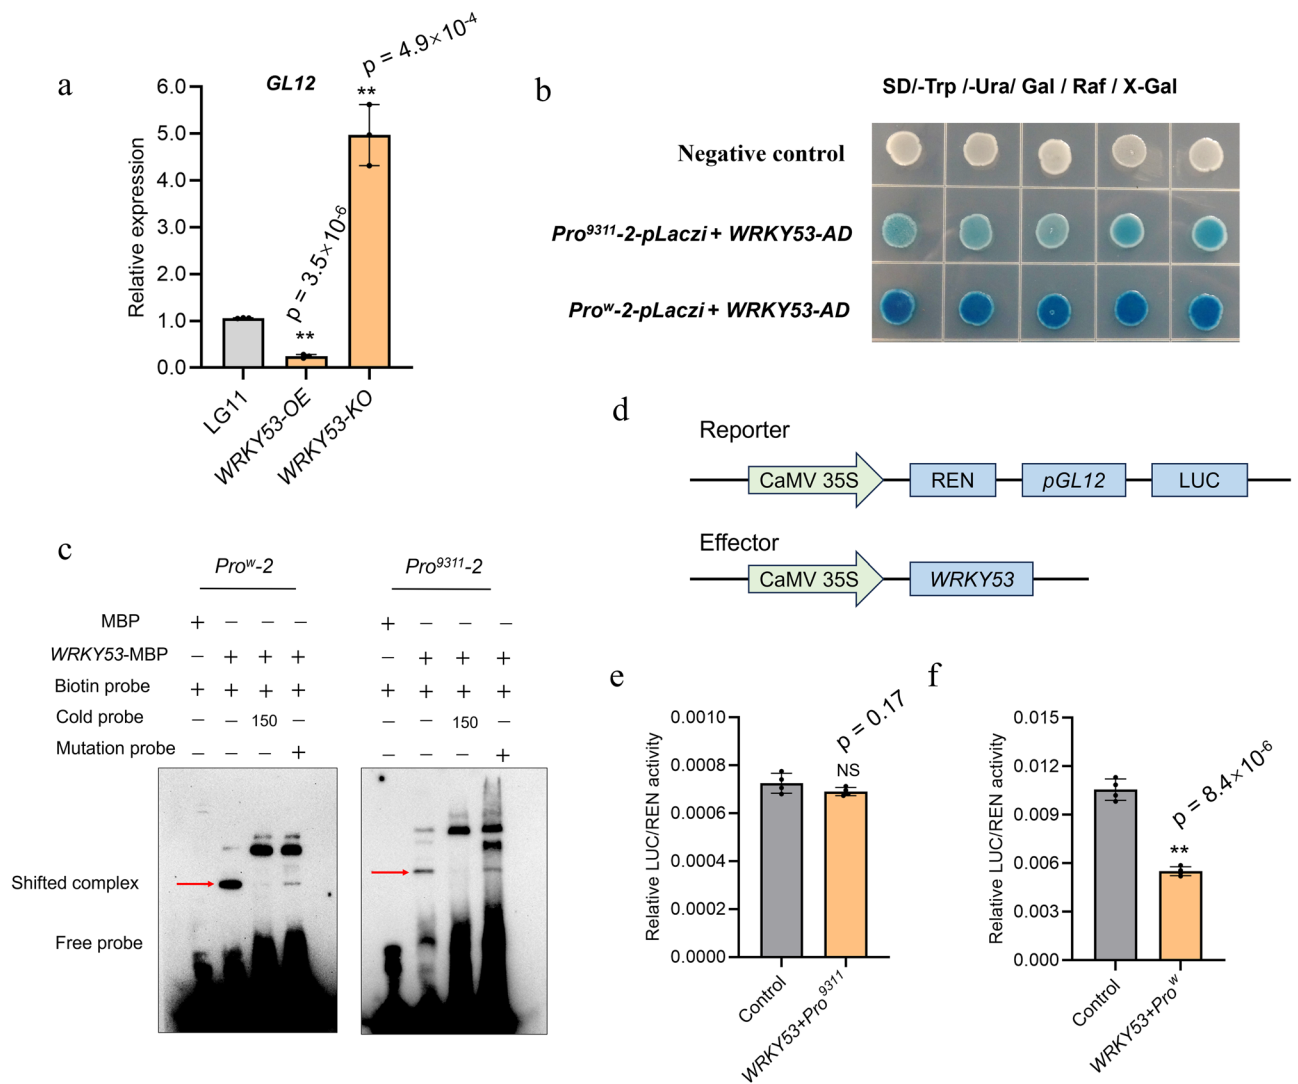 a
GL12
p = 4.9×10-4
**
p = 3.5×10-6
**
Relative expression
6.0
5.0
4.0
3.0
2.0
1.0
0.0
LG11
WRKY53-OE
WRKY53-KO
b
SD/-Trp /-Ura/ Gal / Raf / X-Gal
Negative control
Pro9311-2-pLaczi + WRKY53-AD
Prow-2-pLaczi + WRKY53-AD
c
Prow-2 Pro9311-2
MBP + − − − + − − −
WRKY53-MBP − + + + − + + +
Biotin probe + + + + + + + +
Cold probe − − 150 − − − 150 −
Mutation probe − − − + − − − +
Shifted complex
Free probe
d
Reporter
CaMV 35S REN pGL12 LUC
Effector
CaMV 35S WRKY53
e
p = 0.17
NS
Relative LUC/REN activity
0.0010
0.0008
0.0006
0.0004
0.0002
0.0000
Control
WRKY53+Pro9311
f
p = 8.4×10-6
**
Relative LUC/REN activity
0.015
0.012
0.009
0.006
0.003
0.000
Control
WRKY53+Prow